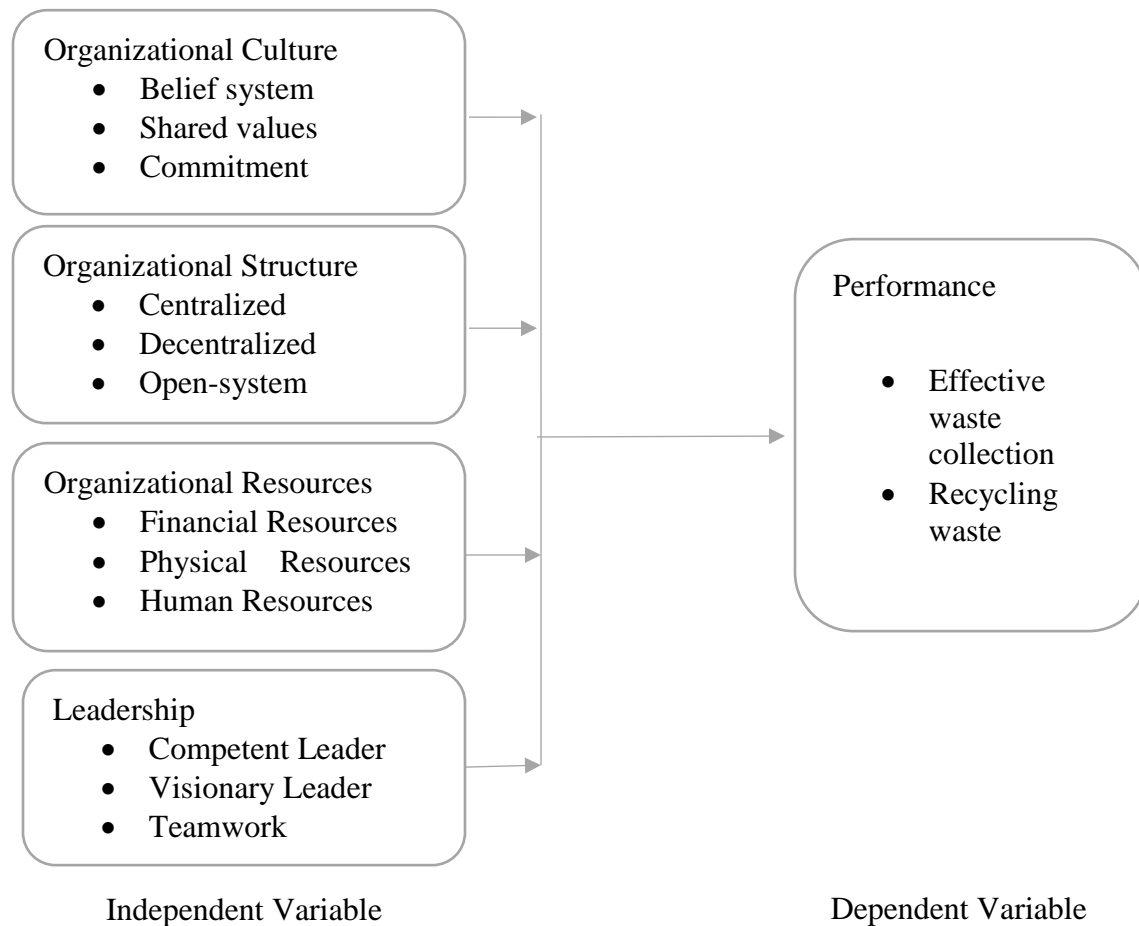 Organizational Culture
• Belief system
• Shared values
• Commitment
Organizational Structure
• Centralized
• Decentralized
• Open-system
Organizational Resources
• Financial Resources
• Physical Resources
• Human Resources
Leadership
• Competent Leader
• Visionary Leader
• Teamwork
Independent Variable
Performance
• Effective
waste
collection
• Recycling
waste
Dependent Variable